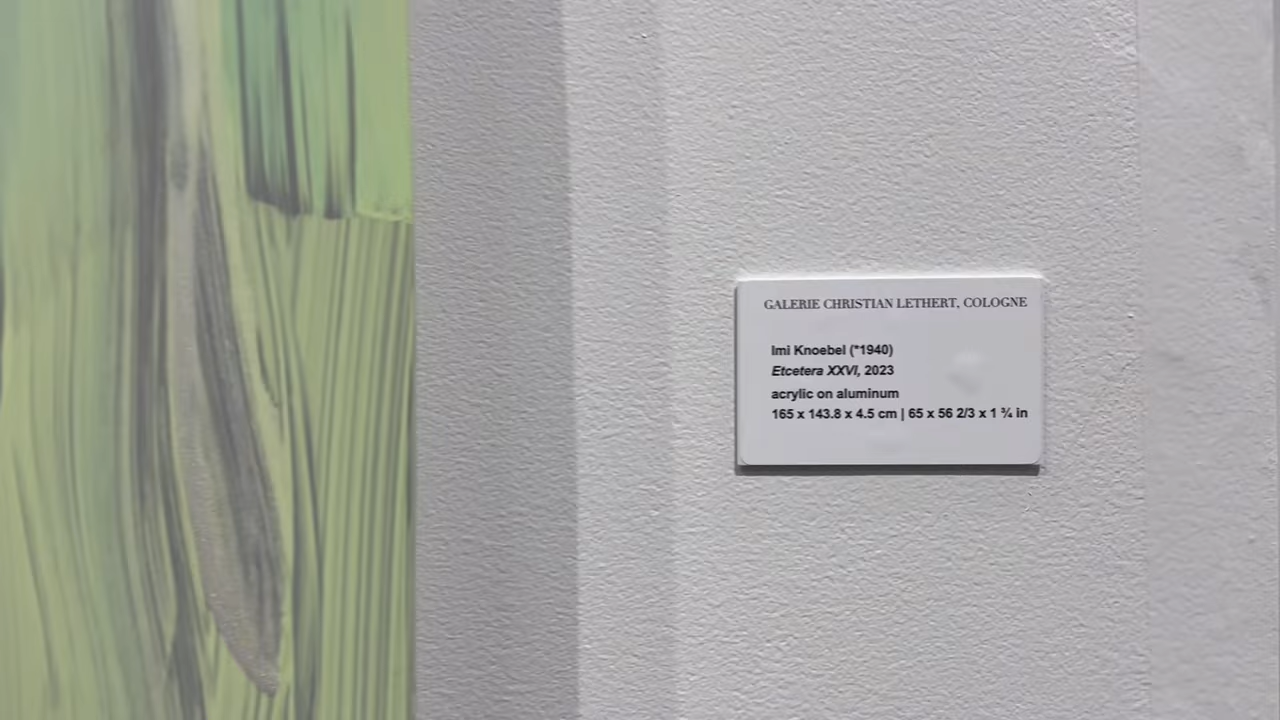 GALERIE CHRISTIAN LETHERT, COLOGNE
Imi Knoebel (*1940)
Etcetera XXVI, 2023
acrylic on aluminum
165 x 143.8 x 4.5 cm | 65 x 56 2/3 x 1 ¾ in